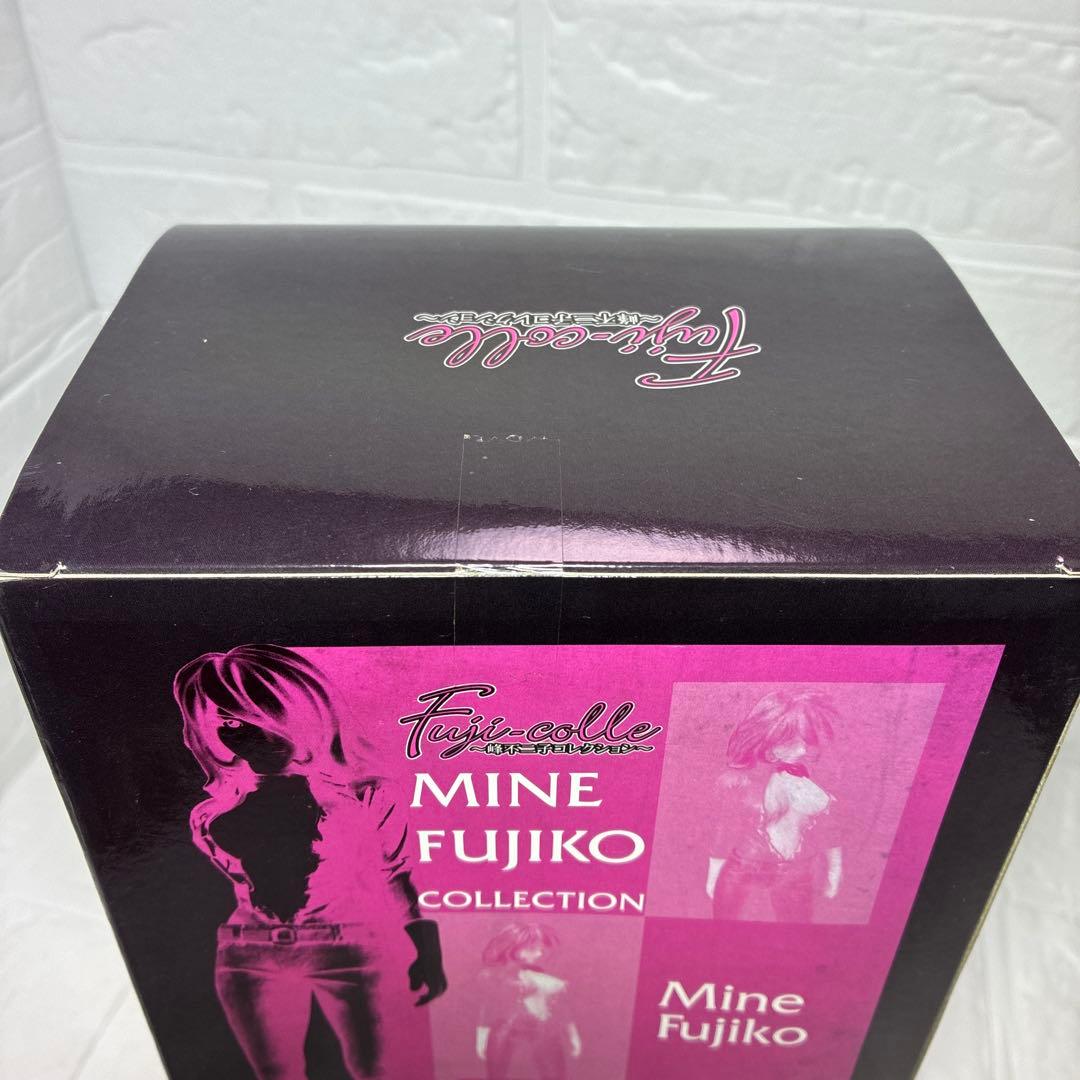 Fuji-colle
～峰不二子コレクション～
Fuji-colle
～峰不二子コレクション～
MINE
FUJIKO
COLLECTION
Mine
Fujiko